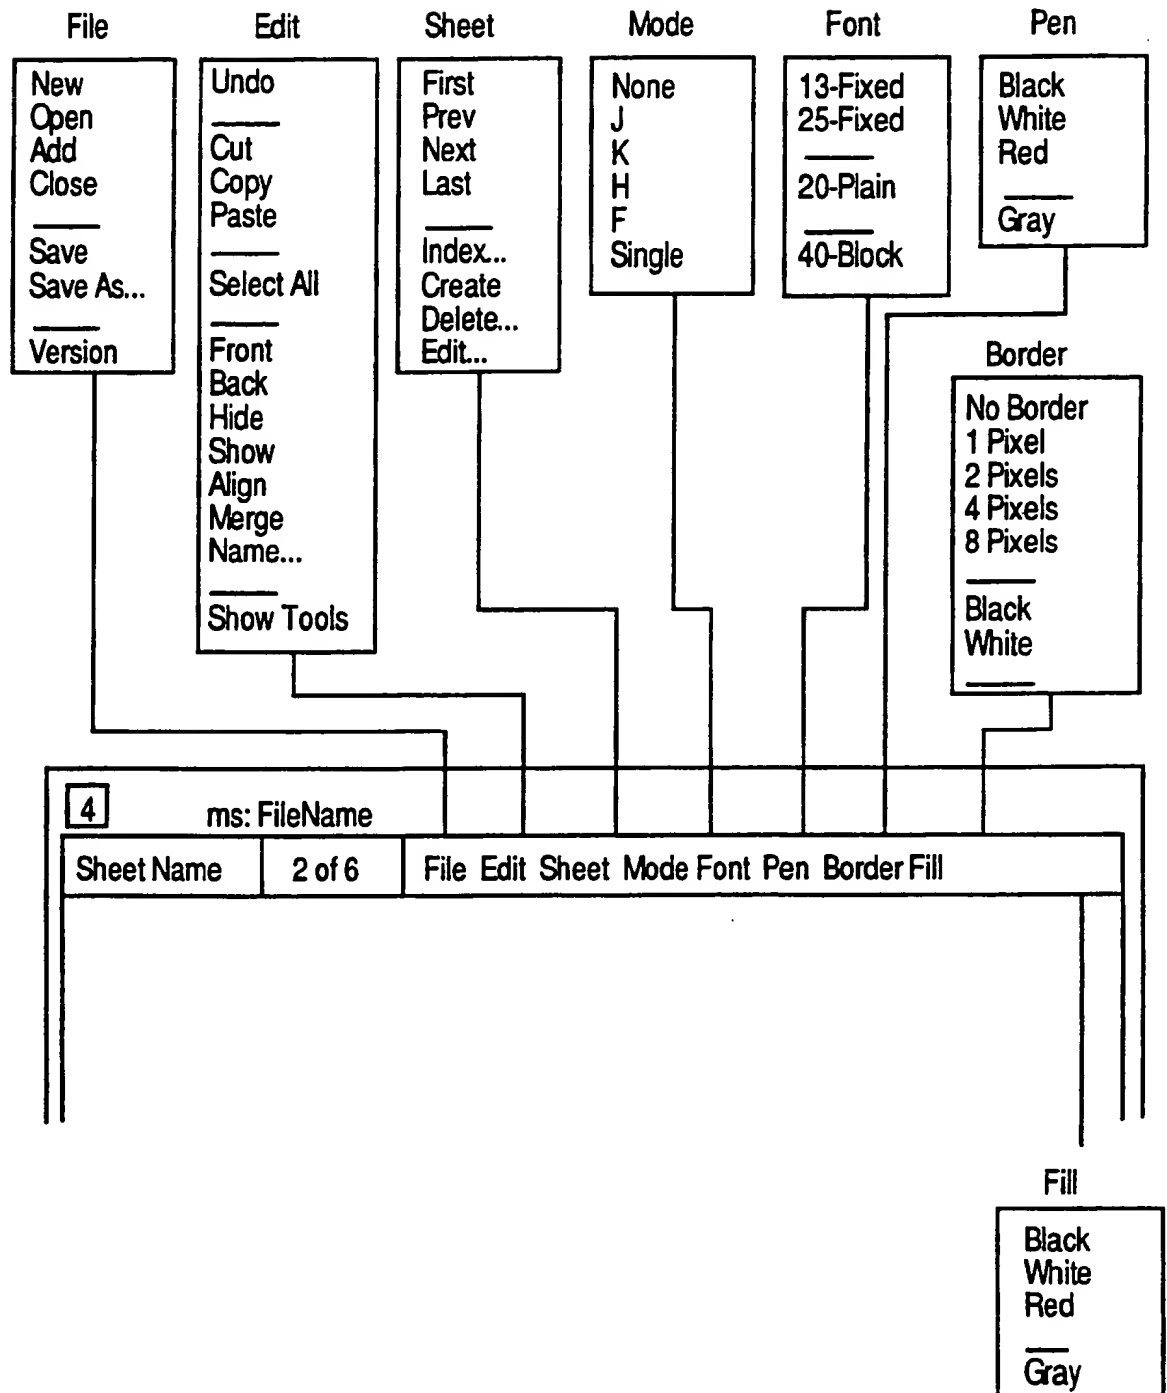 File
New
Open
Add
Close
Save
Save As...
Version
Edit
Undo
Cut
Copy
Paste
Select All
Front
Back
Hide
Show
Align
Merge
Name...
Show Tools
Sheet
First
Prev
Next
Last
Index...
Create
Delete...
Edit...
Mode
None
J
K
H
F
Single
Font
13-Fixed
25-Fixed
20-Plain
40-Block
Pen
Black
White
Red
Gray
Border
No Border
1 Pixel
2 Pixels
4 Pixels
8 Pixels
Black
White
4
ms: FileName
Sheet Name
2 of 6
File Edit Sheet Mode Font Pen Border Fill
Fill
Black
White
Red
Gray